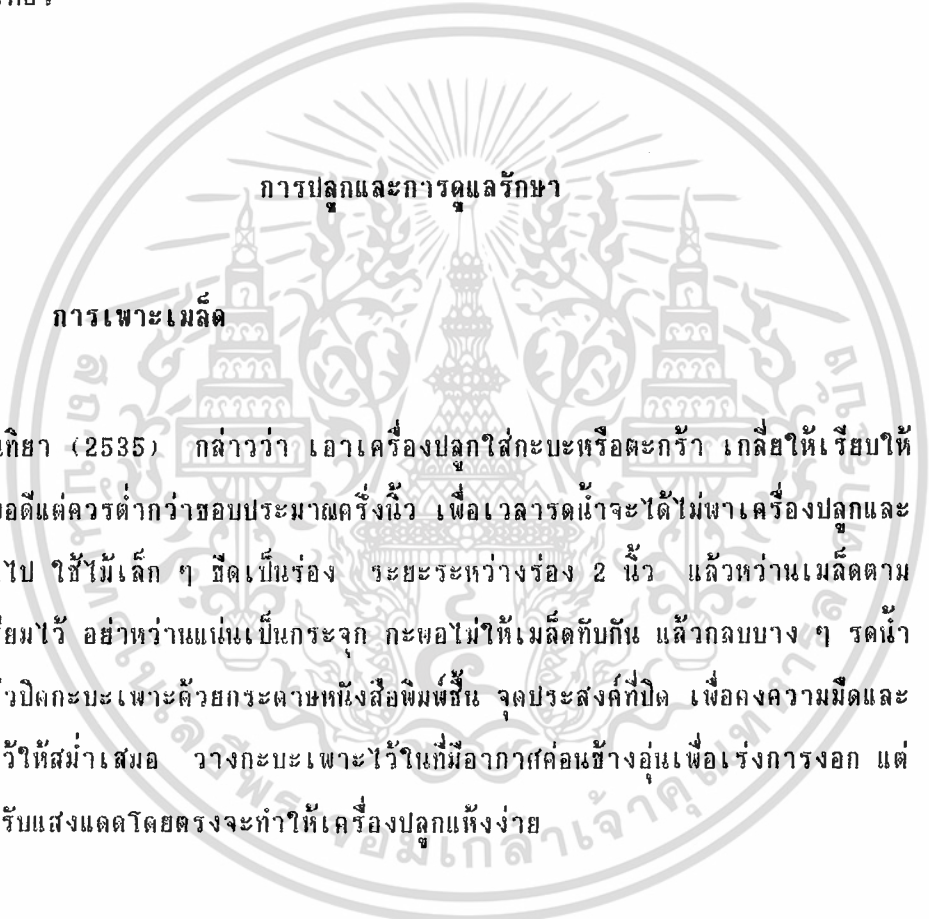 การปลูกและการดูแลรักษา
การเพาะเมล็ด
นทิยา (2535) กล่าวว่า เอาเครื่องปลูกใส่กะบะหรือตะกร้า เกลี่ยให้เรียบให้
อดีแต่ควรต่ำกว่าขอบประมาณครึ่งนิ้ว เพื่อเวลารดน้ำจะได้ไม่พาเครื่องปลูกและ
ไป ใช้ไม้เล็ก ๆ ขีดเป็นร่อง ระยะระหว่างร่อง 2 นิ้ว แล้วหว่านเมล็ดตาม
รียมไว้ อย่าหว่านแน่นเป็นกระจุก กะพอไม่ให้เมล็ดทับกัน แล้วกลบบาง ๆ รดน้ำ
วปิดกะบะเพาะด้วยกระดาษหนังสือพิมพ์ชื้น จุดประสงค์ที่ปิด เพื่อคงความมืดและ
ว้ให้สม่ำเสมอ วางกะบะเพาะไว้ในที่มีอากาศค่อนข้างอุ่นเพื่อเร่งการงอก แต่
รับแสงแดดโดยตรงจะทำให้เครื่องปลูกแห้งง่าย